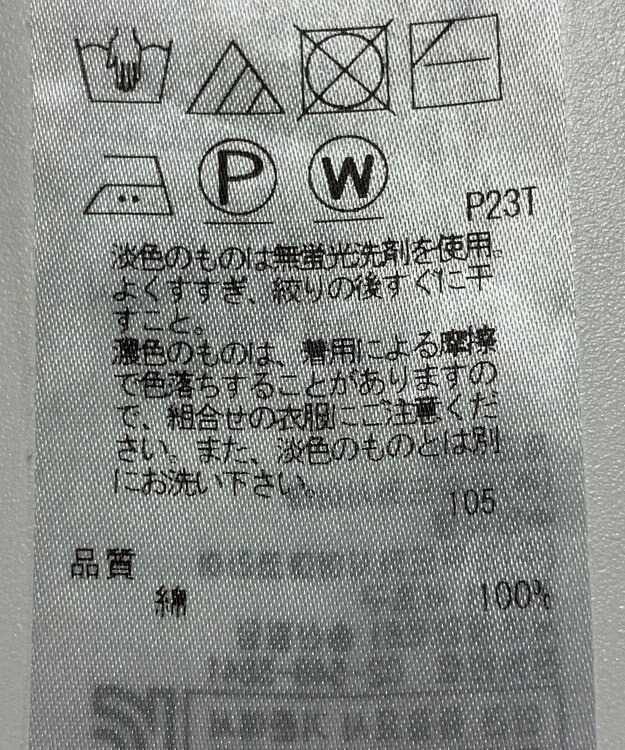 P W
P23T
淡色のものは無蛍光洗剤を使用。
よくすすぎ、絞りの後すぐに干
すこと。
濃色のものは、着用による摩擦
で色落ちすることがありますの
で、組合せの衣服にご注意くだ
さい。また、淡色のものとは別
にお洗い下さい。
105
品質
綿 100%